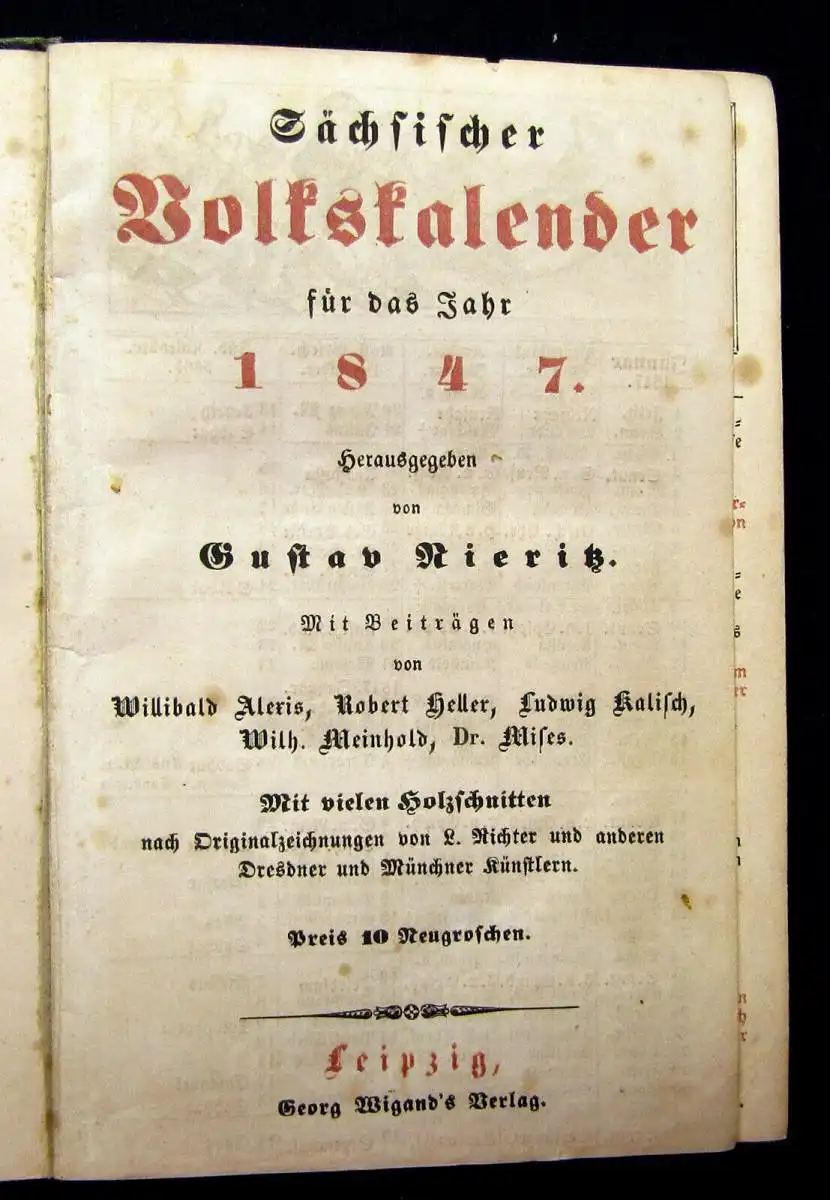 Sächsischer
Volkskalender
für das Jahr
1847.
Herausgegeben
von
Gustav Nieritz.
Mit Beiträgen
von
Willibald Alexis, Robert Heller, Ludwig Kalisch,
Wilh. Meinhold, Dr. Mises.
Mit vielen Holzschnitten
nach Originalzeichnungen von L. Richter und anderen
Dresdner und Münchner Künstlern.
Preis 10 Neugroschen.
Leipzig,
Georg Wigand's Verlag.